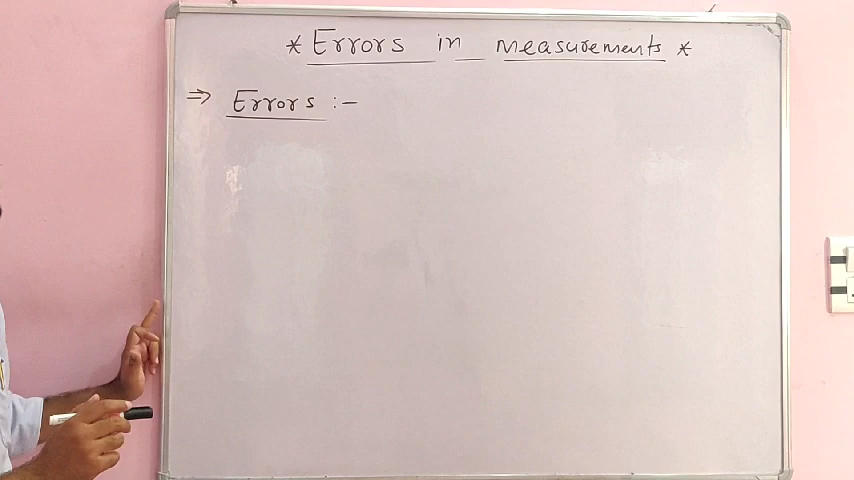 * Errors in measurements *
⇒ Errors :-